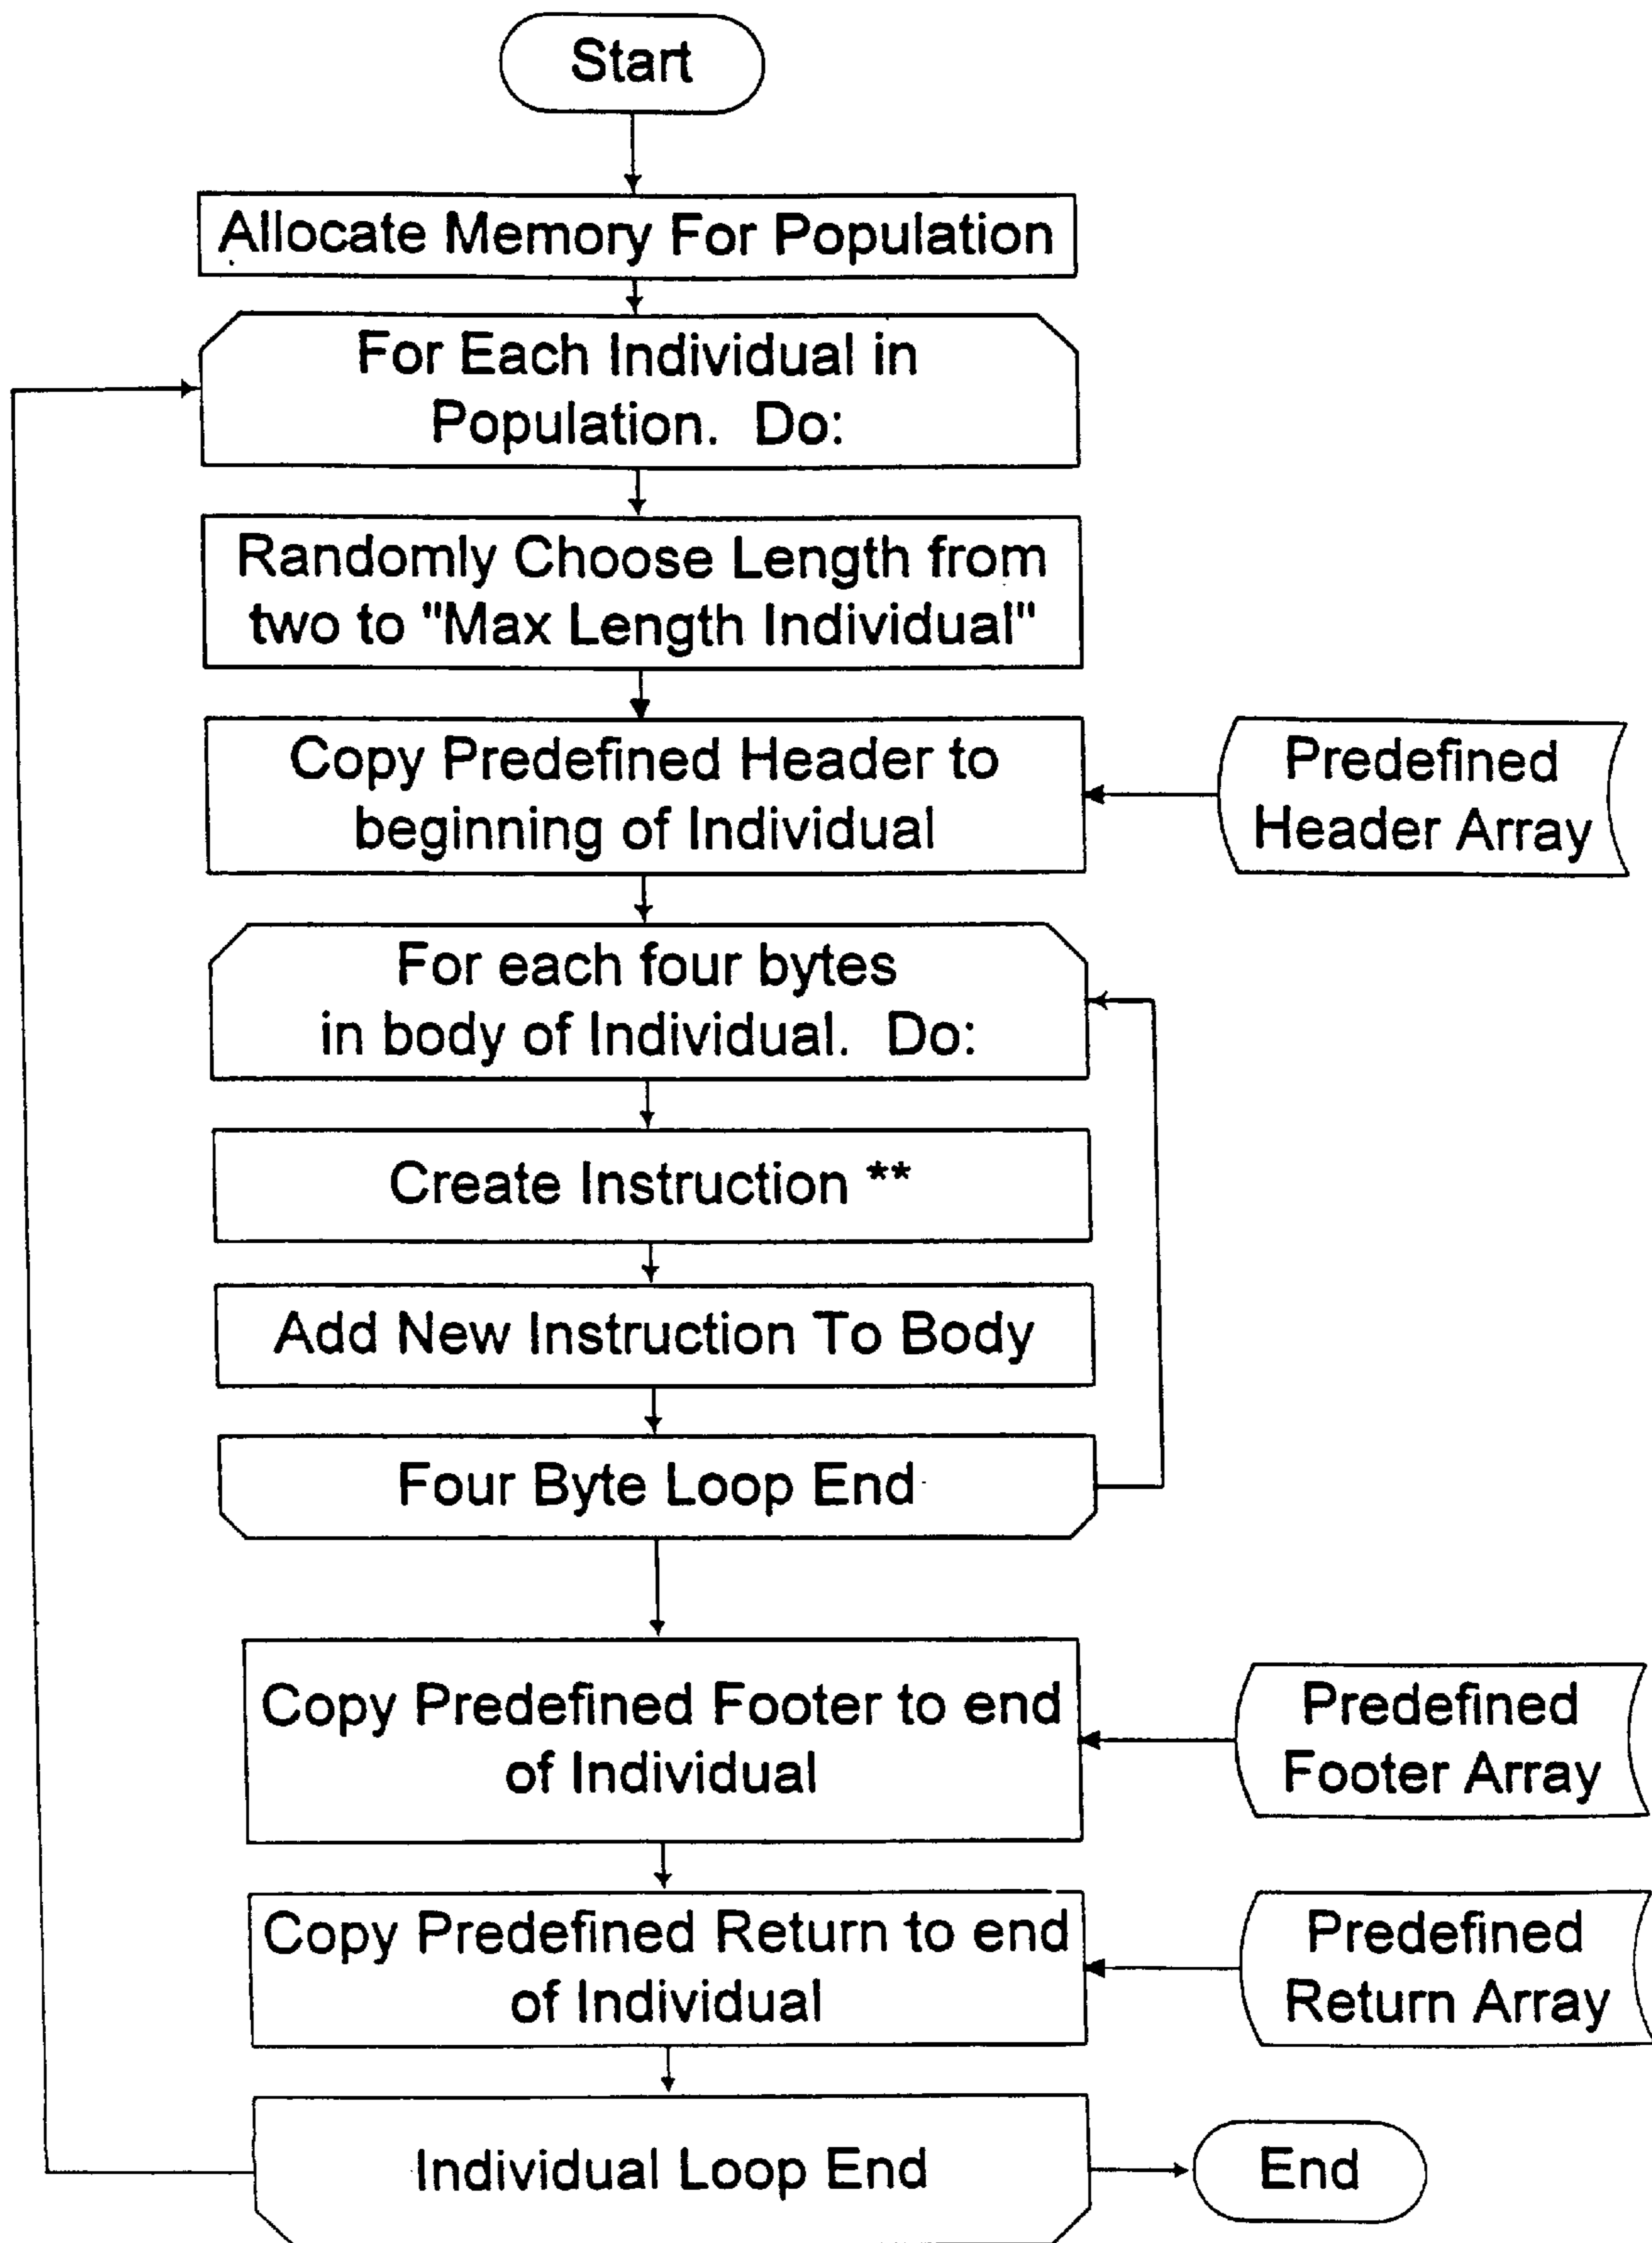 Start
Allocate Memory For Population
For Each Individual in
Population. Do:
Randomly Choose Length from
two to "Max Length Individual"
Copy Predefined Header to
beginning of Individual
Predefined
Header Array
For each four bytes
in body of Individual. Do:
Create Instruction **
Add New Instruction To Body
Four Byte Loop End
Copy Predefined Footer to end
of Individual
Predefined
Footer Array
Copy Predefined Return to end
of Individual
Predefined
Return Array
Individual Loop End
End